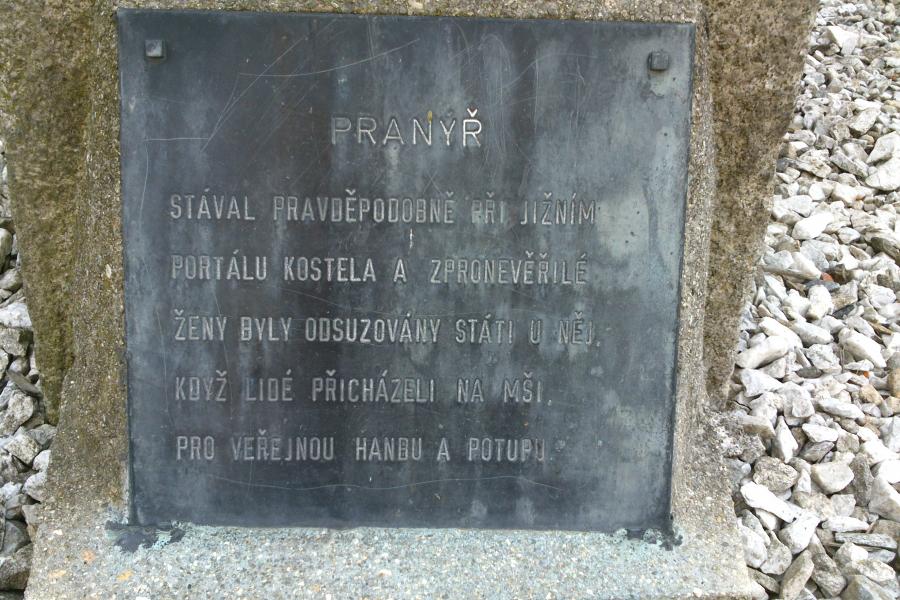 PRANÝŘ
STÁVAL PRAVDĚPODOBNĚ PŘI JIŽNÍM
PORTÁLU KOSTELA A ZPRONEVĚŘILÉ
ŽENY BYLY ODSUZOVÁNY STÁTI U NĚJ,
KDYŽ LIDÉ PŘICHÁZELI NA MŠI
PRO VEŘEJNOU HANBU A POTUPU